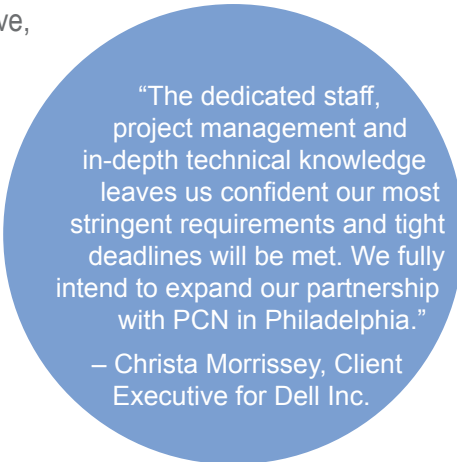 ve,
“The dedicated staff,
project management and
in-depth technical knowledge
leaves us confident our most
stringent requirements and tight
deadlines will be met. We fully
intend to expand our partnership
with PCN in Philadelphia.”
– Christa Morrissey, Client
Executive for Dell Inc.